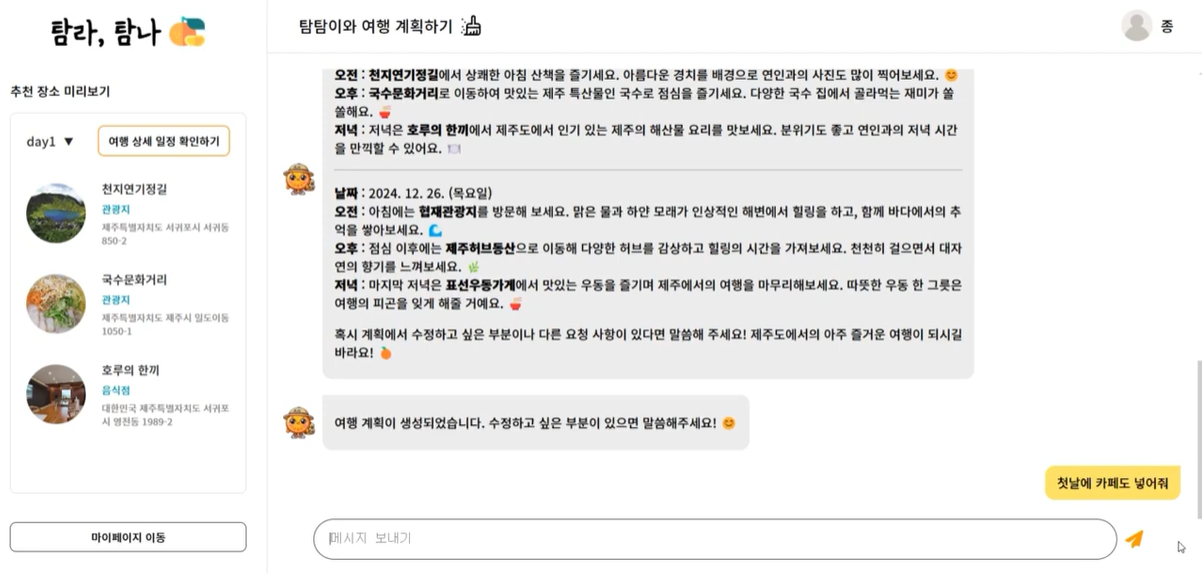 탐라, 탐나
추천 장소 미리보기
day1 ▼
여행 상세 일정 확인하기
천지연기정길
관광지
제주특별자치도 서귀포시 서귀동
850-2
국수문화거리
관광지
제주특별자치도 제주시 일도이동
1050-1
호루의 한끼
음식점
대한민국 제주특별자치도 서귀포
시 영전동 1989-2
마이페이지 이동
탐탐이와 여행 계획하기
종
오전 : 천지연기정길에서 상쾌한 아침 산책을 즐기세요. 아름다운 경치를 배경으로 연인과의 사진도 많이 찍어보세요. 😊
오후 : 국수문화거리로 이동하여 맛있는 제주 특산물인 국수로 점심을 즐기세요. 다양한 국수 집에서 골라먹는 재미가 쏠
쏠해요. 🍜
저녁 : 저녁은 호루의 한끼에서 제주도에서 인기 있는 제주의 해산물 요리를 맛보세요. 분위기도 좋고 연인과의 저녁 시간
을 만끽할 수 있어요. 🍽️
날짜 : 2024. 12. 26. (목요일)
오전 : 아침에는 협재관광지를 방문해 보세요. 맑은 물과 하얀 모래가 인상적인 해변에서 힐링을 하고, 함께 바다에서의 추
억을 쌓아보세요. 🌊
오후 : 점심 이후에는 제주허브동산으로 이동해 다양한 허브를 감상하고 힐링의 시간을 가져보세요. 천천히 걸으면서 대자
연의 향기를 느껴보세요. 🌿
저녁 : 마지막 저녁은 표선우동가게에서 맛있는 우동을 즐기며 제주에서의 여행을 마무리해보세요. 따뜻한 우동 한 그릇은
여행의 피곤을 잊게 해줄 거예요. 🍜
혹시 계획에서 수정하고 싶은 부분이나 다른 요청 사항이 있다면 말씀해 주세요! 제주도에서의 아주 즐거운 여행이 되시길
바라요! 🍊
여행 계획이 생성되었습니다. 수정하고 싶은 부분이 있으면 말씀해주세요! 😊
첫날에 카페도 넣어줘
메시지 보내기